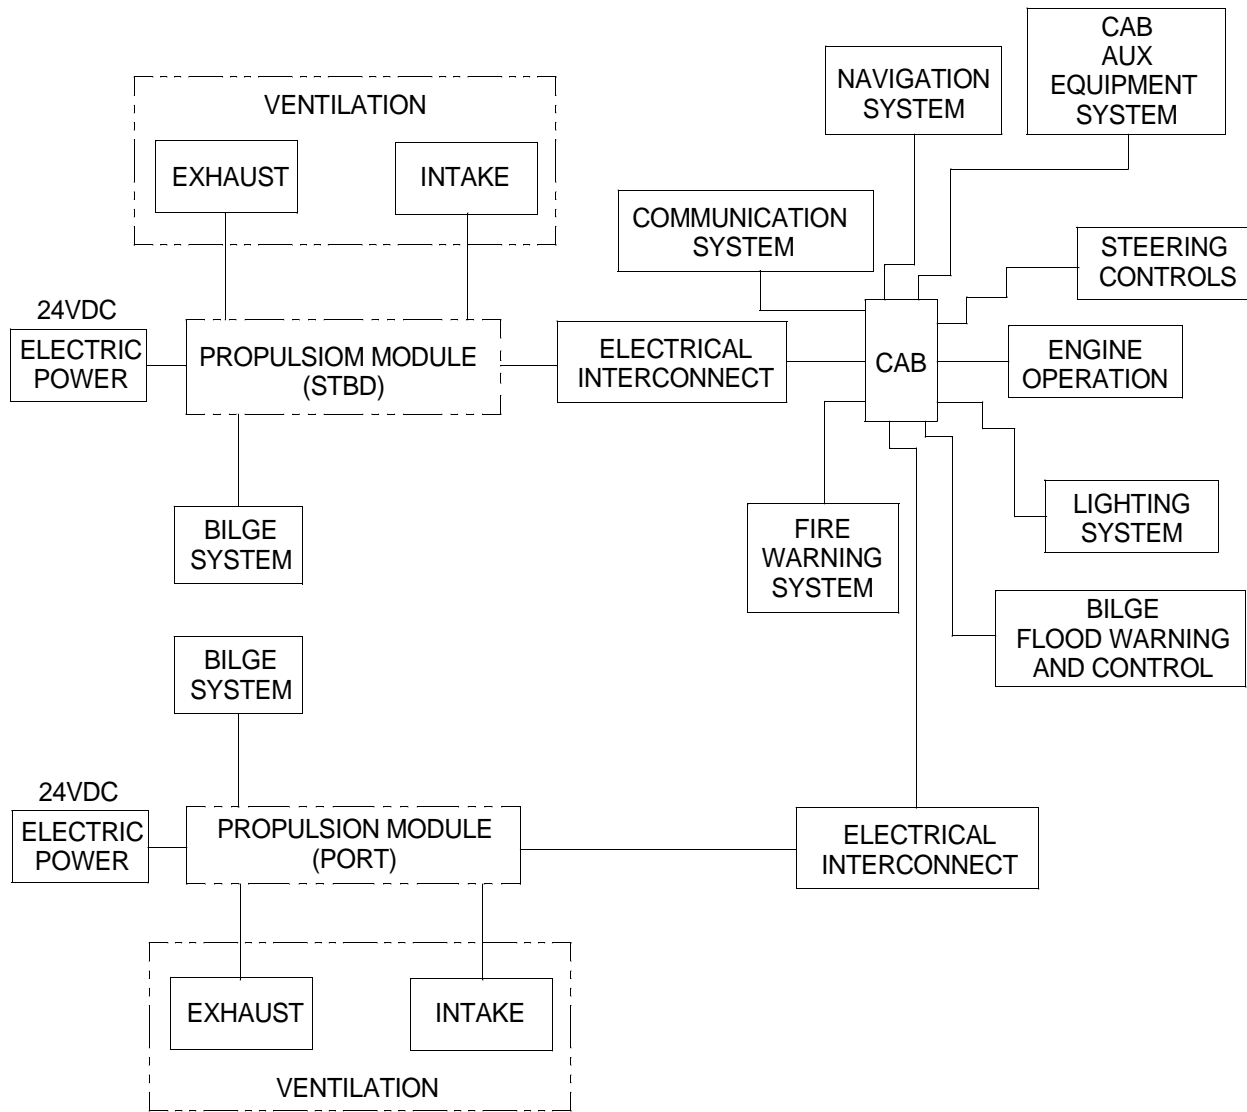 CAB
AUX
EQUIPMENT
SYSTEM
NAVIGATION
SYSTEM
VENTILATION
EXHAUST
INTAKE
COMMUNICATION
SYSTEM
STEERING
CONTROLS
24VDC
ELECTRIC
POWER
PROPULSIOM MODULE
(STBD)
ELECTRICAL
INTERCONNECT
CAB
ENGINE
OPERATION
BILGE
SYSTEM
FIRE
WARNING
SYSTEM
LIGHTING
SYSTEM
BILGE
FLOOD WARNING
AND CONTROL
BILGE
SYSTEM
24VDC
ELECTRIC
POWER
PROPULSION MODULE
(PORT)
ELECTRICAL
INTERCONNECT
EXHAUST
INTAKE
VENTILATION